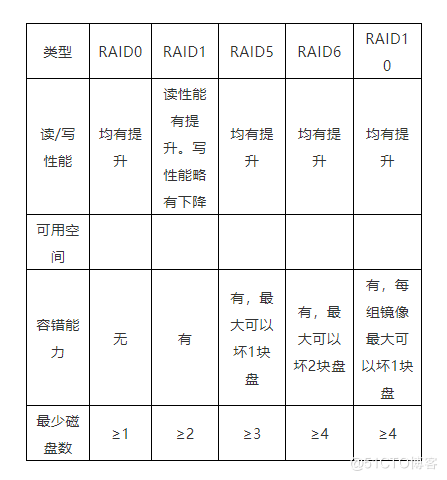 类型 RAID0 RAID1 RAID5 RAID6 RAID1
0
读/写
性能
均有提
升
读性能
有提
升。写
性能略
有下降
均有提
升
均有提
升
均有提
升
可用空
间
容错能
力
无
有
有，最
大可以
坏1块
盘
有，最
大可以
坏2块盘
有，每
组镜像
最大可
以坏1块
盘
最少磁
盘数
≥1 ≥2 ≥3 ≥4 ≥4
@51CTO博客